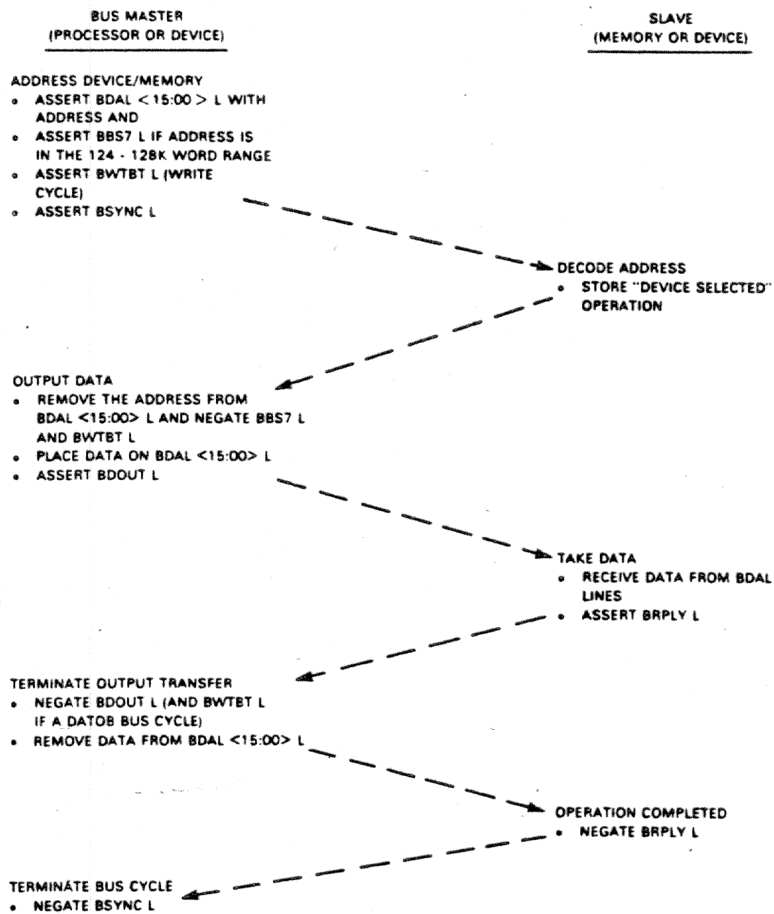 BUS MASTER
(PROCESSOR OR DEVICE)
SLAVE
(MEMORY OR DEVICE)
ADDRESS DEVICE/MEMORY
• ASSERT BDAL < 15:00 > L WITH
ADDRESS AND
• ASSERT BBS7 L IF ADDRESS IS
IN THE 124 - 128K WORD RANGE
• ASSERT BWTBT L (WRITE
CYCLE)
• ASSERT BSYNC L
DECODE ADDRESS
• STORE "DEVICE SELECTED"
OPERATION
OUTPUT DATA
• REMOVE THE ADDRESS FROM
BDAL <15:00> L AND NEGATE BBS7 L
AND BWTBT L
• PLACE DATA ON BDAL <15:00> L
• ASSERT BDOUT L
TAKE DATA
• RECEIVE DATA FROM BDAL
LINES
• ASSERT BRPLY L
TERMINATE OUTPUT TRANSFER
• NEGATE BDOUT L (AND BWTBT L
IF A DATOB BUS CYCLE)
• REMOVE DATA FROM BDAL <15:00> L
OPERATION COMPLETED
• NEGATE BRPLY L
TERMINATE BUS CYCLE
• NEGATE BSYNC L